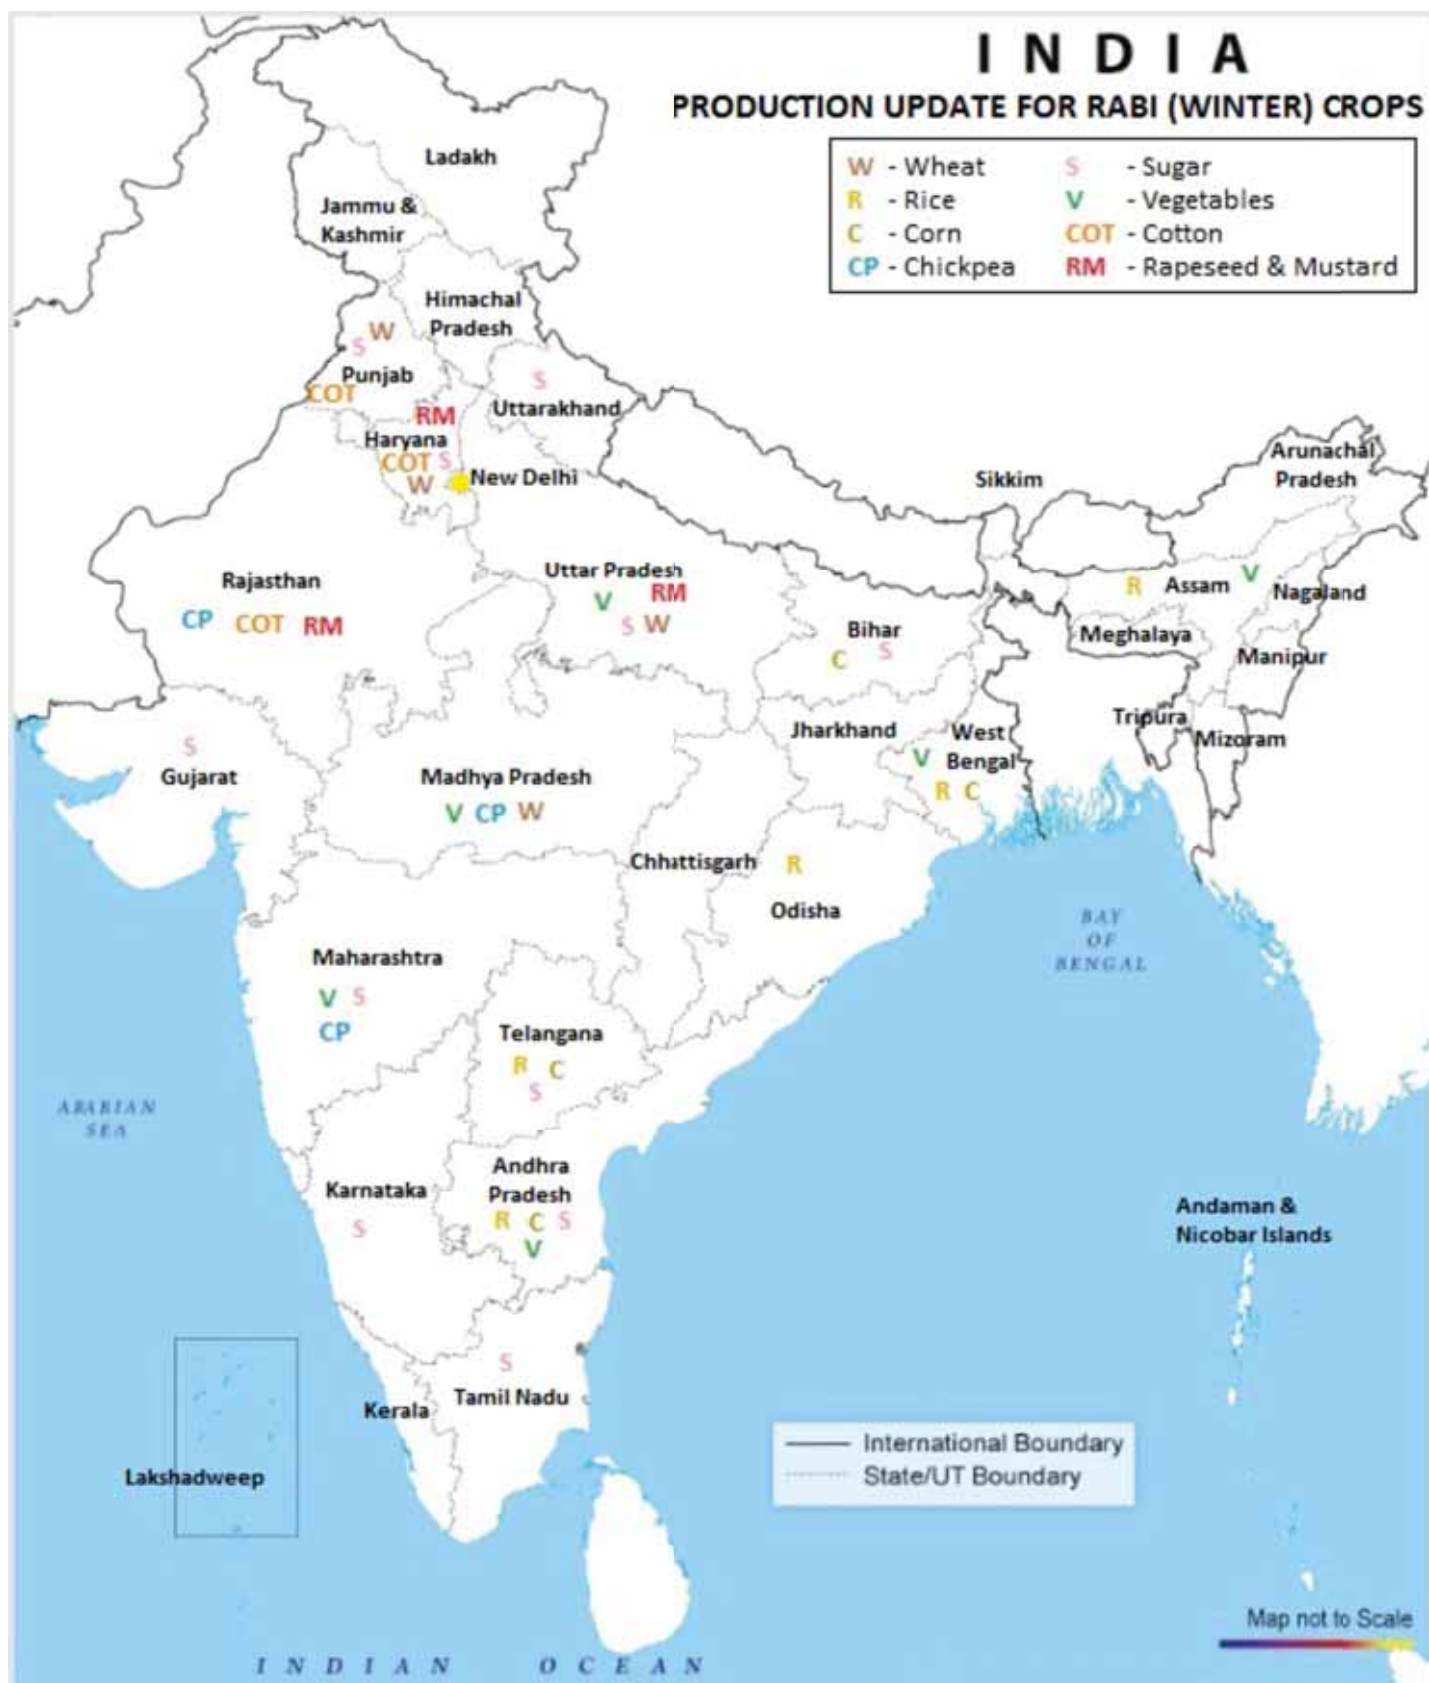 I N D I A
PRODUCTION UPDATE FOR RABI (WINTER) CROPS
W - Wheat S - Sugar
R - Rice V - Vegetables
C - Corn COT - Cotton
CP - Chickpea RM - Rapeseed & Mustard
Ladakh
Jammu &
Kashmir
Himachal
Pradesh
W
S
Punjab
COT
S
Uttarakhand
RM
Haryana
COT S
W
New Delhi
Sikkim
Arunachal
Pradesh
Rajasthan
CP COT RM
Uttar Pradesh
V RM
S W
Bihar
C S
R Assam V
Nagaland
Meghalaya
Manipur
Tripura
Mizoram
S
Gujarat
Madhya Pradesh
V CP W
Jharkhand
West
V Bengal
R C
Chhattisgarh
R
Odisha
BAY
OF
BENGAL
Maharashtra
V S
CP
Telangana
R C
S
ARABIAN
SEA
Karnataka
S
Andhra
Pradesh
R C S
V
Andaman &
Nicobar Islands
S
Tamil Nadu
Kerala
Lakshadweep
International Boundary
State/UT Boundary
Map not to Scale
I N D I A N O C E A N